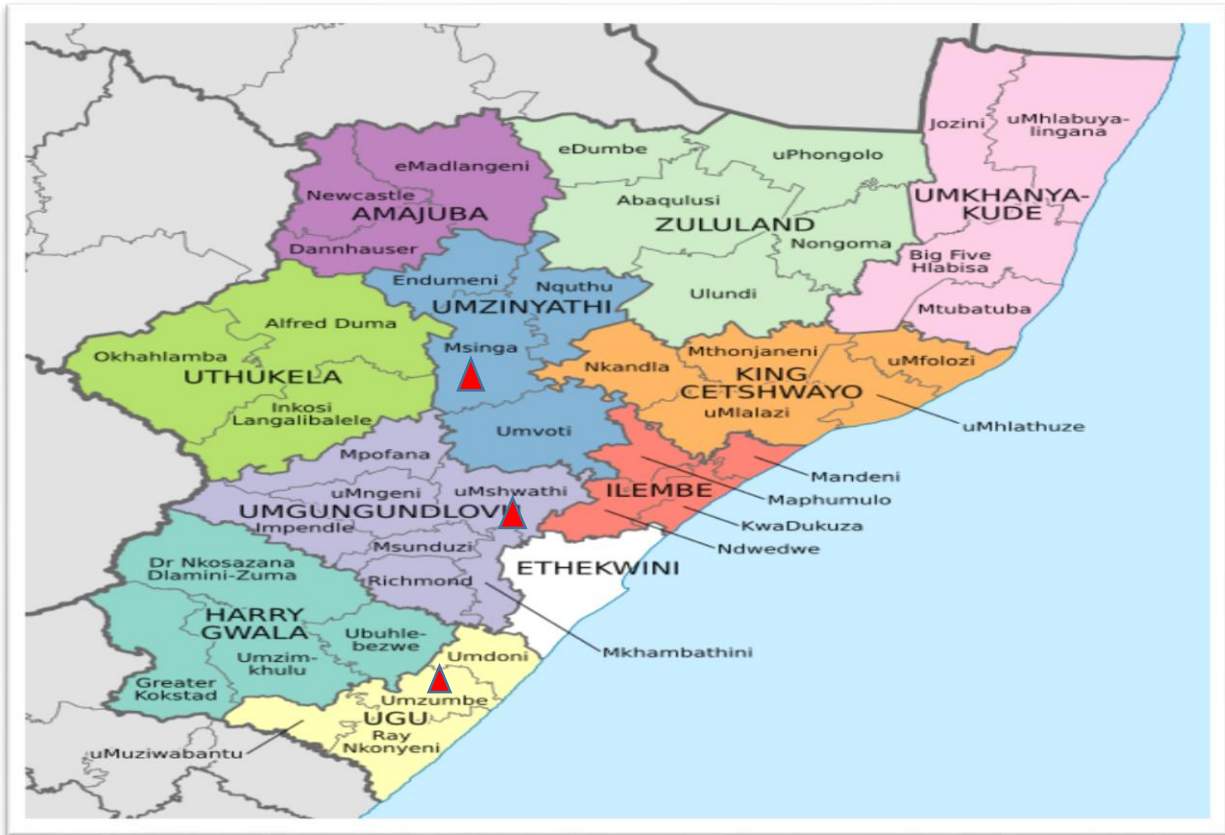 Jozini
uMhlabuya-
lingana
UMKHANYA-
KUDE
Big Five
Hlabisa
Mtubatuba
eDumbe
uPhongolo
Abaqulusi
ZULULAND
Nongoma
Ulundi
eMadlangeni
Newcastle
AMAJUBA
Dannhauser
Endumeni
Nquthu
UMZINYATHI
Msinga
Umvoti
Alfred Duma
Okhahlamba
UTHUKELA
Inkosi
Langalibalele
Nkandla
Mthonjaneni
uMfolozi
KING
CETSHWAYO
uMlalazi
uMhlathuze
Mandeni
ILEMBE
Maphumulo
KwaDukuza
Ndwedwe
Mpofana
uMngeni
uMshwathi
UMGUNGUNDLOVU
Impendle
Msunduzi
Richmond
Mkhambathini
ETHEKWINI
Dr Nkosazana
Dlamini-Zuma
HARRY
GWALA
Ubuhle-
bezwe
Umzim-
khulu
Greater
Kokstad
Umdoni
Umzumbe
UGU
Ray
Nkonyeni
uMuziwabantu